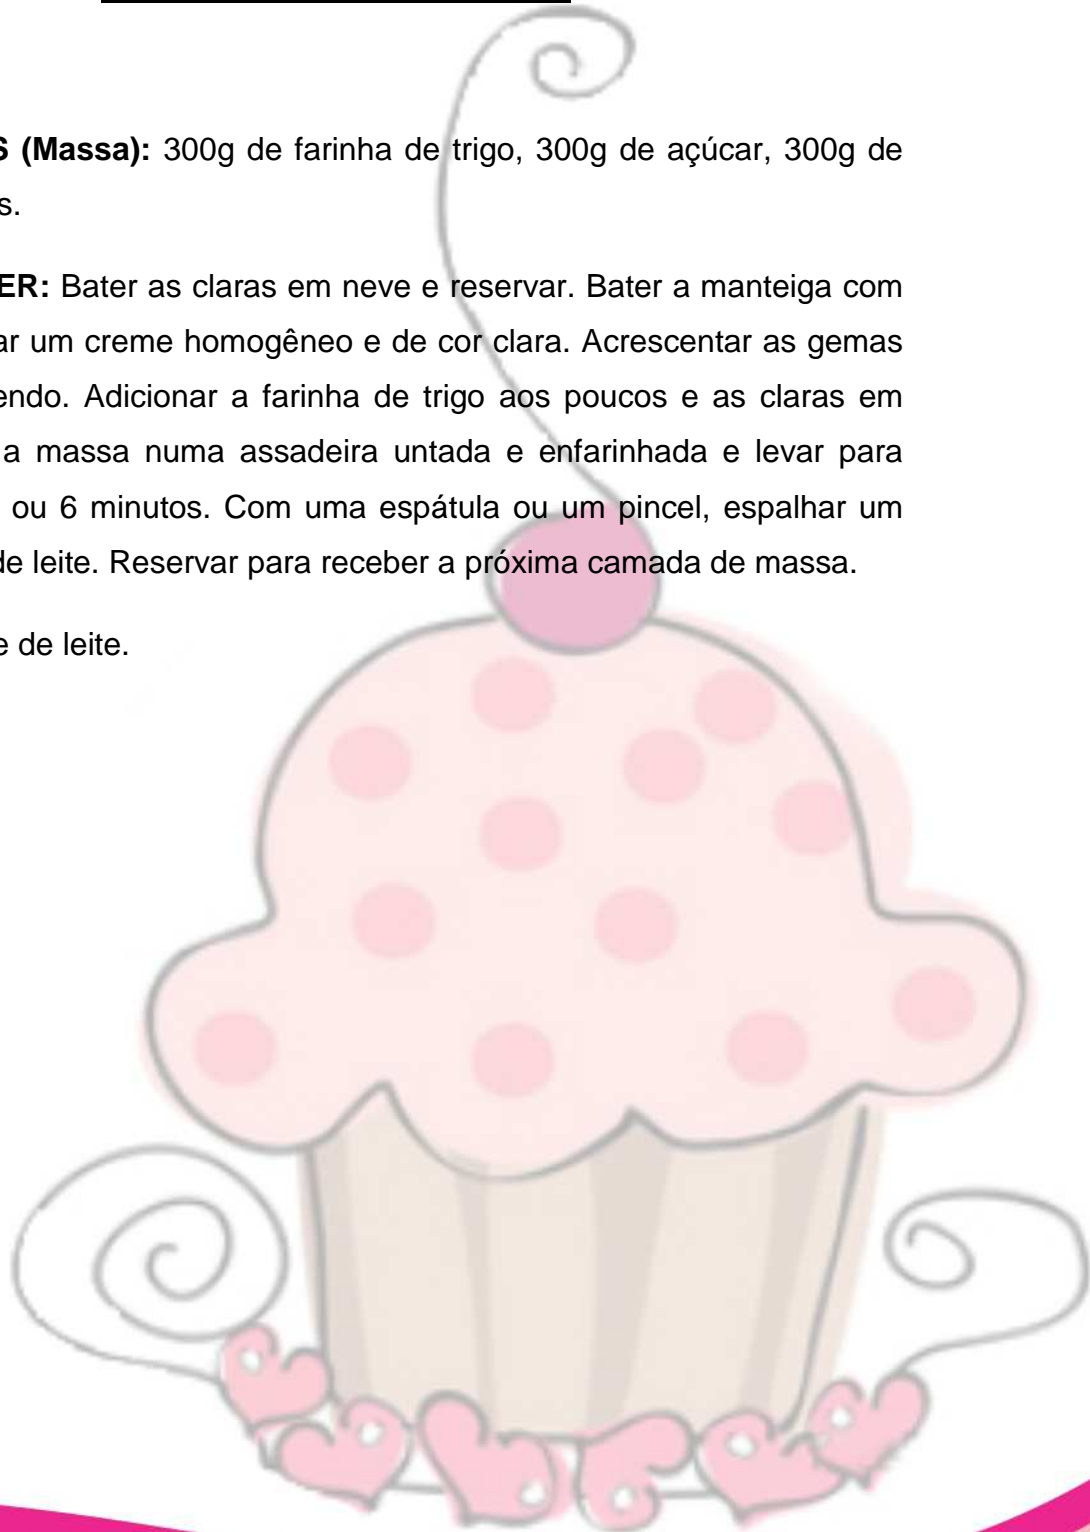 S (Massa): 300g de farinha de trigo, 300g de açúcar, 300g de
s.
ER: Bater as claras em neve e reservar. Bater a manteiga com
ar um creme homogêneo e de cor clara. Acrescentar as gemas
endo. Adicionar a farinha de trigo aos poucos e as claras em
a massa numa assadeira untada e enfarinhada e levar para
ou 6 minutos. Com uma espátula ou um pincel, espalhar um
de leite. Reservar para receber a próxima camada de massa.
e de leite.